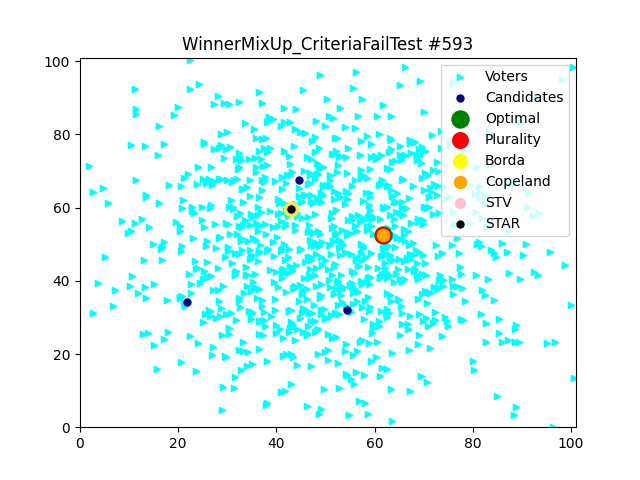 WinnerMixUp_CriteriaFailTest #593
100
80
60
40
20
0
0 20 40 60 80 100
Voters
Candidates
Optimal
Plurality
Borda
Copeland
STV
STAR